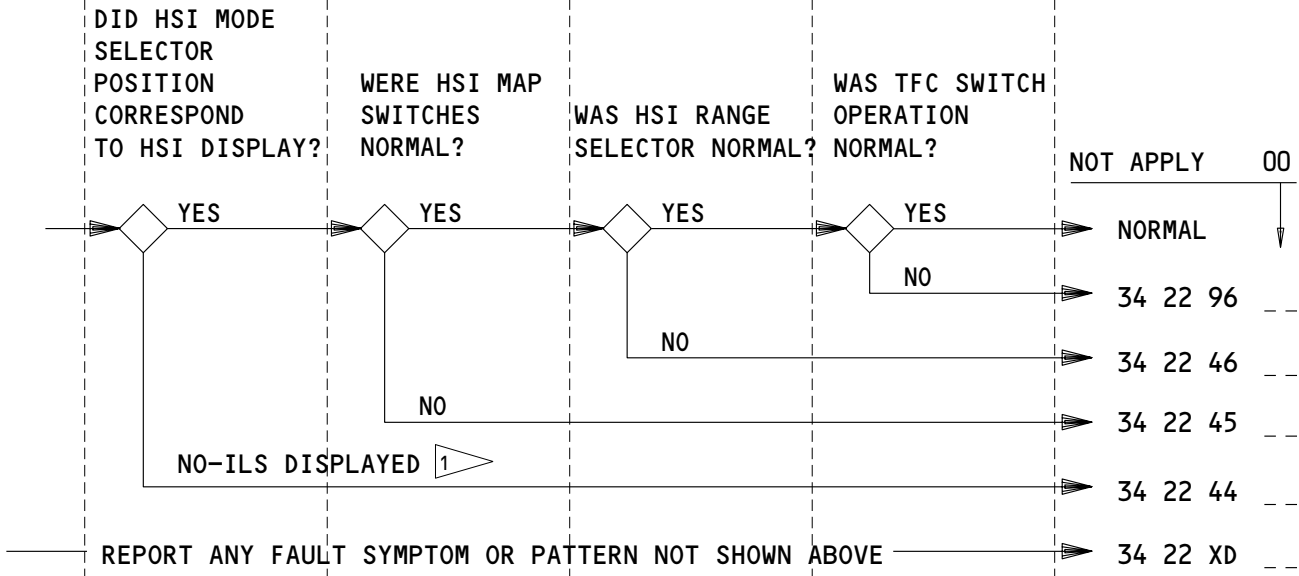 DID HSI MODE
SELECTOR
POSITION
CORRESPOND
TO HSI DISPLAY?
WERE HSI MAP
SWITCHES
NORMAL?
WAS HSI RANGE
SELECTOR NORMAL?
WAS TFC SWITCH
OPERATION
NORMAL?
NOT APPLY 00
YES
YES
YES
YES
NORMAL
NO
34 22 96 _ _
NO
34 22 46 _ _
NO
34 22 45 _ _
NO-ILS DISPLAYED 1
34 22 44 _ _
REPORT ANY FAULT SYMPTOM OR PATTERN NOT SHOWN ABOVE
34 22 XD _ _